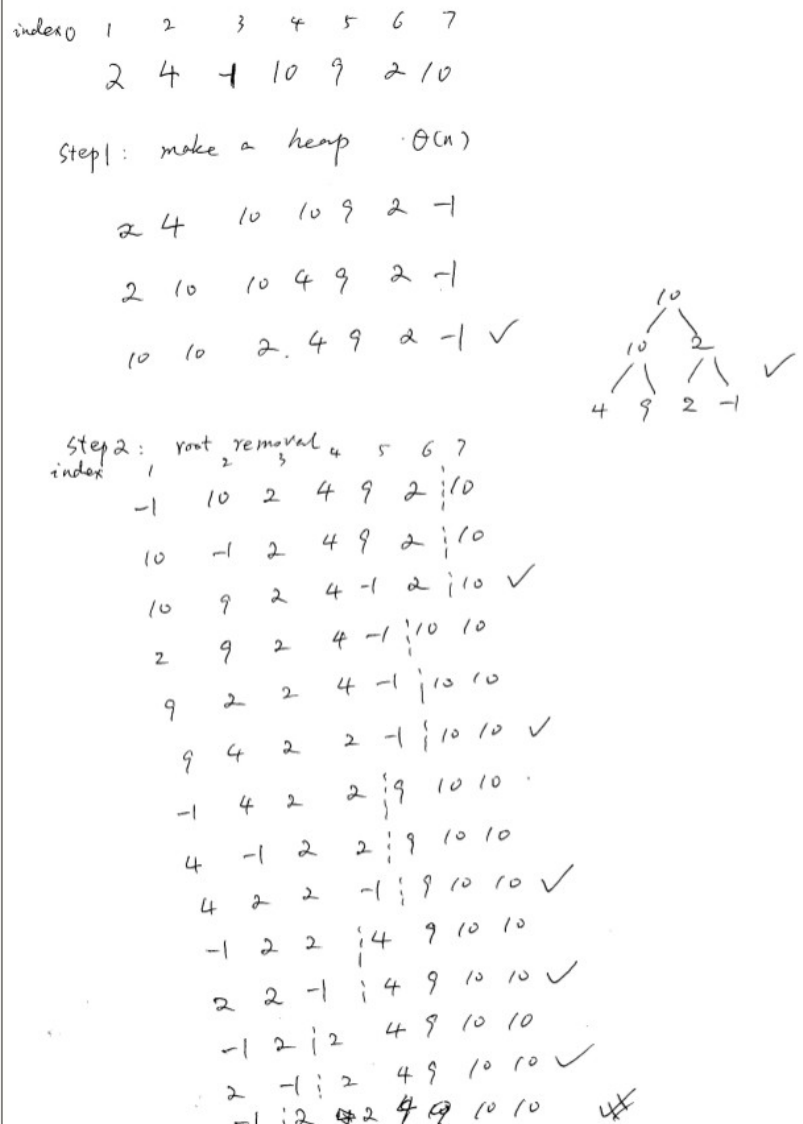 index 0 1 2 3 4 5 6 7
2 4 -1 10 9 2 10
Step1: make a heap θ(n)
2 4 10 10 9 2 -1
2 10 10 4 9 2 -1
10 10 2. 4 9 2 -1 ✓
10
10 2 ✓
4 9 2 -1
Step2: root removal
index 1 2 3 4 5 6 7
-1 10 2 4 9 2 ¦ 10
10 -1 2 4 9 2 ¦ 10
10 9 2 4 -1 2 ¦ 10 ✓
2 9 2 4 -1 ¦ 10 10
9 2 2 4 -1 ¦ 10 10
9 4 2 2 -1 ¦ 10 10 ✓
-1 4 2 2 ¦ 9 10 10
4 -1 2 2 ¦ 9 10 10
4 2 2 -1 ¦ 9 10 10 ✓
-1 2 2 ¦ 4 9 10 10
2 2 -1 ¦ 4 9 10 10 ✓
-1 2 ¦ 2 4 9 10 10
2 -1 ¦ 2 4 9 10 10 ✓
-1 ¦ 2 2 4 9 10 10